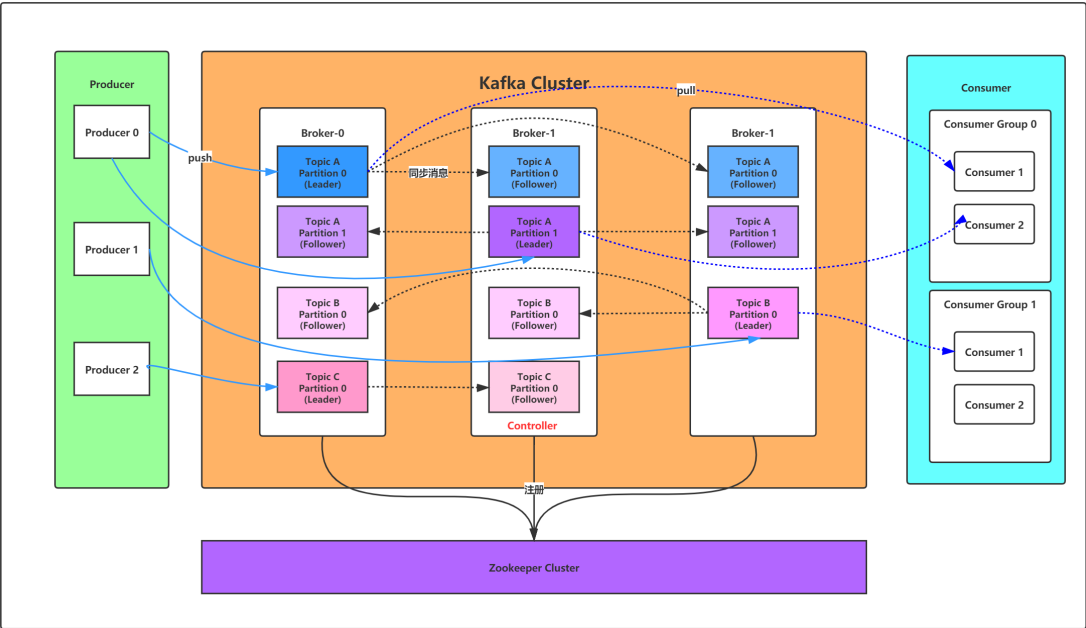 Producer
Producer 0
Producer 1
Producer 2
push
Kafka Cluster
pull
Broker-0
Topic A
Partition 0
(Leader)
Topic A
Partition 1
(Follower)
Topic B
Partition 0
(Follower)
Topic C
Partition 0
(Leader)
同步消息
Broker-1
Topic A
Partition 0
(Follower)
Topic A
Partition 1
(Leader)
Topic B
Partition 0
(Follower)
Topic C
Partition 0
(Follower)
Controller
Broker-1
Topic A
Partition 0
(Follower)
Topic A
Partition 1
(Follower)
Topic B
Partition 0
(Leader)
Consumer
Consumer Group 0
Consumer 1
Consumer 2
Consumer Group 1
Consumer 1
Consumer 2
注册
Zookeeper Cluster